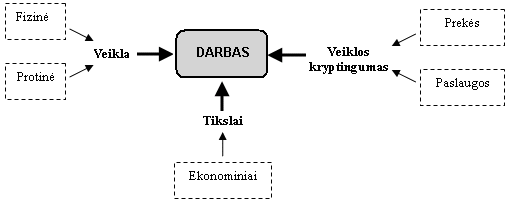 Fizinė
Prekės
Veikla
DARBAS
Veiklos
kryptingumas
Protinė
Paslaugos
Tikslai
Ekonominiai